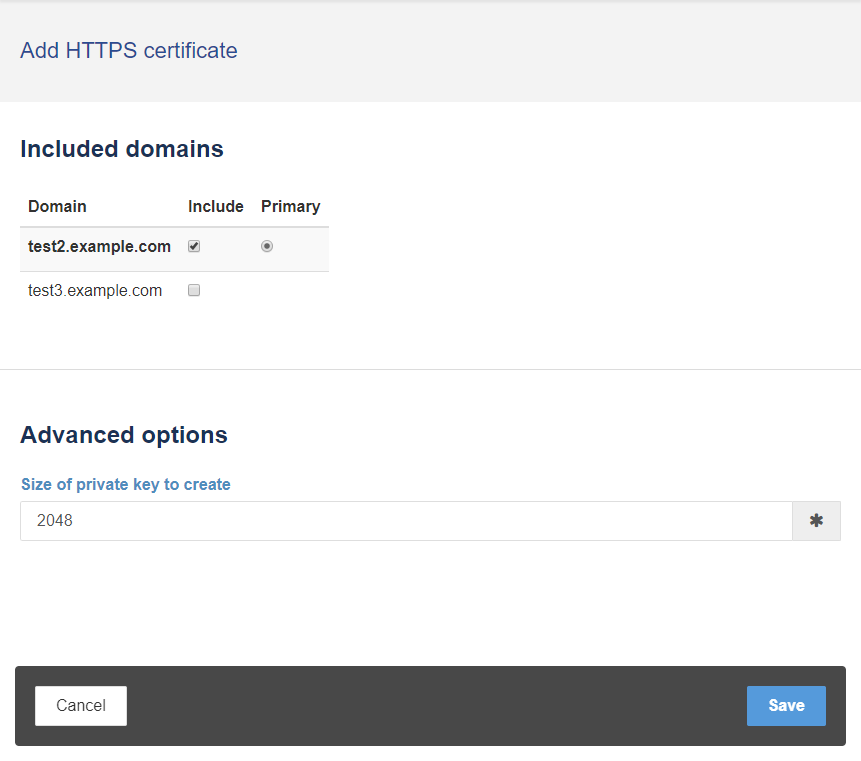 Add HTTPS certificate
Included domains
Domain Include Primary
test2.example.com
test3.example.com
Advanced options
Size of private key to create
2048
Cancel Save